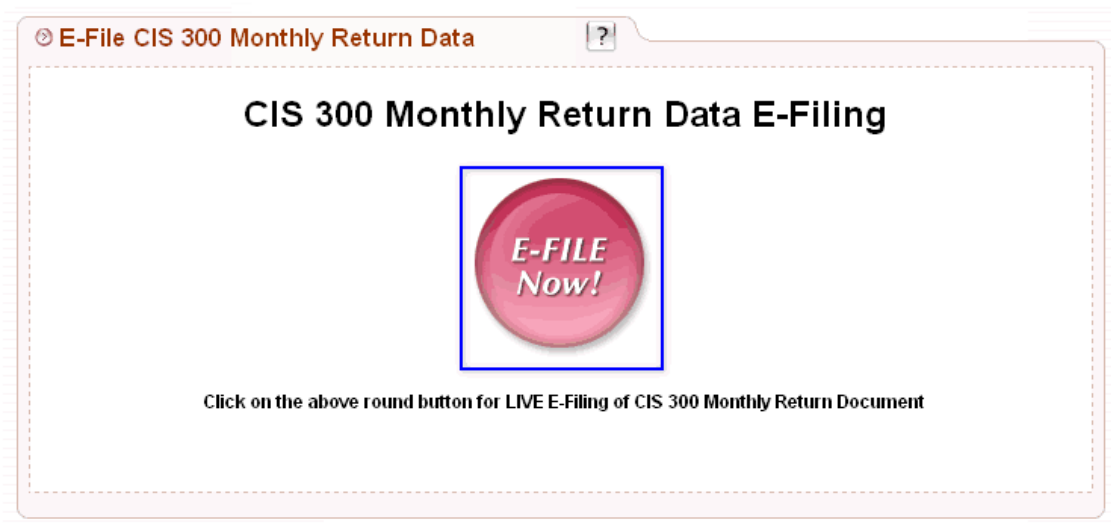 E-File CIS 300 Monthly Return Data
?
CIS 300 Monthly Return Data E-Filing
E-FILE
Now!
Click on the above round button for LIVE E-Filing of CIS 300 Monthly Return Document